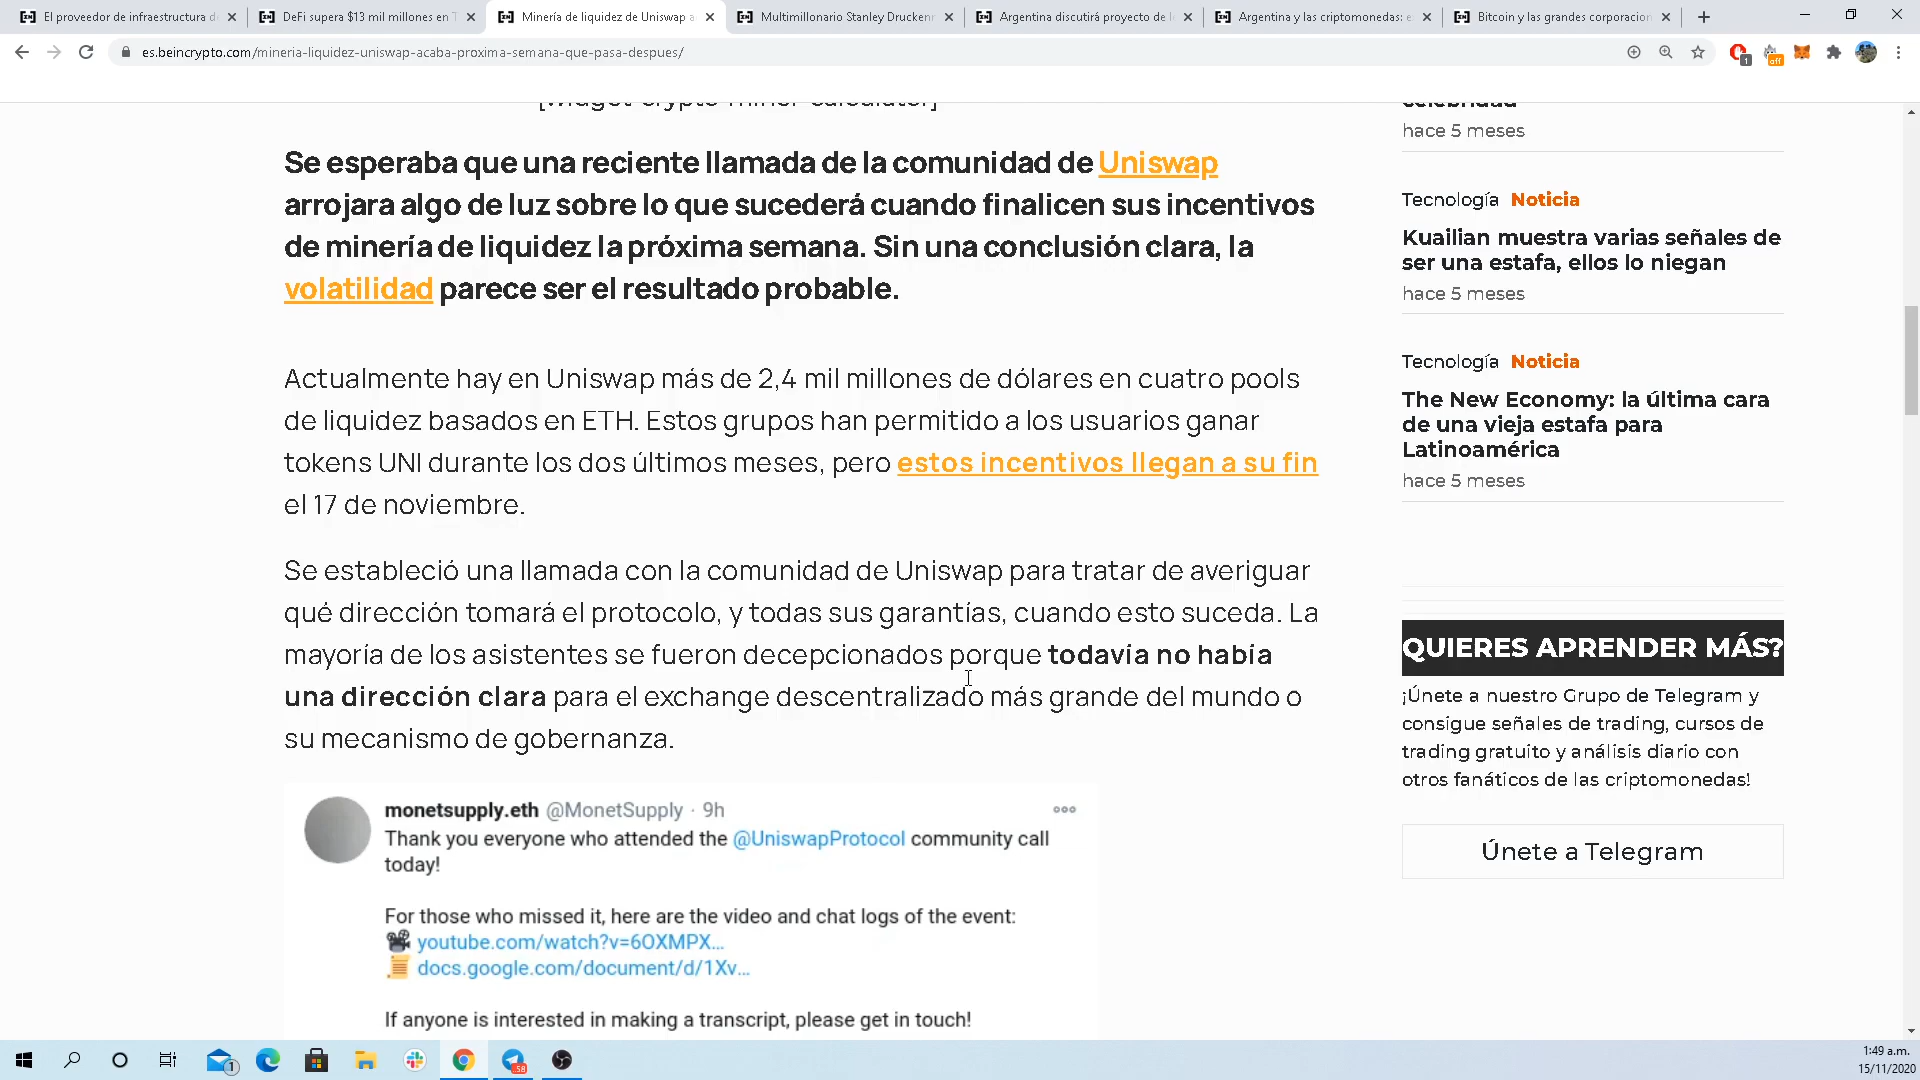 El proveedor de infraestructura d
DeFi supera $13 mil millones en T
Minería de liquidez de Uniswap a
Multimillonario Stanley Druckenm
Argentina discutirá proyecto de l
Argentina y las criptomonedas: e
Bitcoin y las grandes corporacion
es.beincrypto.com/mineria-liquidez-uniswap-acaba-proxima-semana-que-pasa-despues/
1
off
[widget-crypto-miner-calculator]
Se esperaba que una reciente llamada de la comunidad de Uniswap
arrojara algo de luz sobre lo que sucederá cuando finalicen sus incentivos
de minería de liquidez la próxima semana. Sin una conclusión clara, la
volatilidad parece ser el resultado probable.
Actualmente hay en Uniswap más de 2,4 mil millones de dólares en cuatro pools
de liquidez basados en ETH. Estos grupos han permitido a los usuarios ganar
tokens UNI durante los dos últimos meses, pero estos incentivos llegan a su fin
el 17 de noviembre.
Se estableció una llamada con la comunidad de Uniswap para tratar de averiguar
qué dirección tomará el protocolo, y todas sus garantías, cuando esto suceda. La
mayoría de los asistentes se fueron decepcionados porque todavía no había
una dirección clara para el exchange descentralizado más grande del mundo o
su mecanismo de gobernanza.
monetsupply.eth @MonetSupply · 9h
Thank you everyone who attended the @UniswapProtocol community call
today!
For those who missed it, here are the video and chat logs of the event:
youtube.com/watch?v=6OXMPX...
docs.google.com/document/d/1Xv...
If anyone is interested in making a transcript, please get in touch!
celebridad
hace 5 meses
Tecnología Noticia
Kuailian muestra varias señales de
ser una estafa, ellos lo niegan
hace 5 meses
Tecnología Noticia
The New Economy: la última cara
de una vieja estafa para
Latinoamérica
hace 5 meses
QUIERES APRENDER MÁS?
¡Únete a nuestro Grupo de Telegram y
consigue señales de trading, cursos de
trading gratuito y análisis diario con
otros fanáticos de las criptomonedas!
Únete a Telegram
1
58
1:49 a.m.
15/11/2020